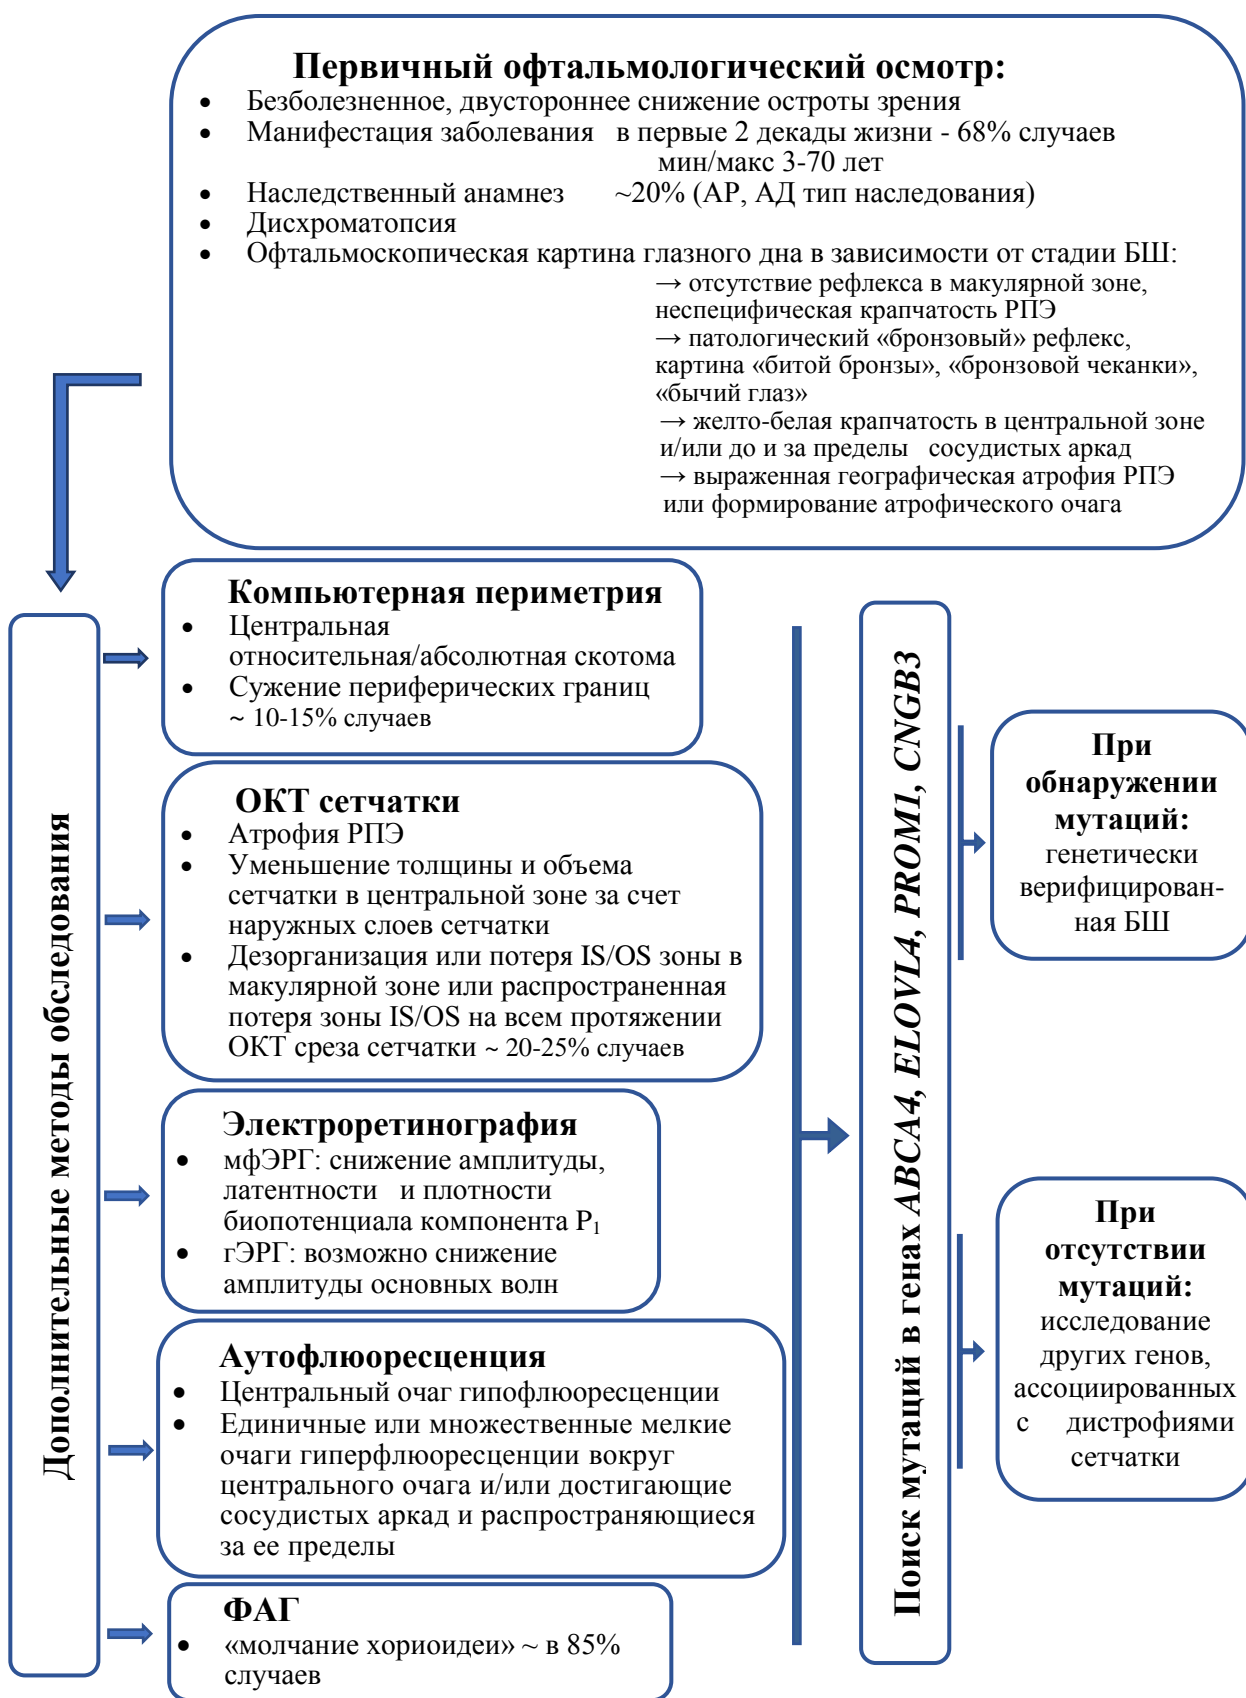 Первичный офтальмологический осмотр:
• Безболезненное, двустороннее снижение остроты зрения
• Манифестация заболевания в первые 2 декады жизни - 68% случаев
мин/макс 3-70 лет
• Наследственный анамнез ~20% (АР, АД тип наследования)
• Дисхроматопсия
• Офтальмоскопическая картина глазного дна в зависимости от стадии БШ:
→ отсутствие рефлекса в макулярной зоне,
неспецифическая крапчатость РПЭ
→ патологический «бронзовый» рефлекс,
картина «битой бронзы», «бронзовой чеканки»,
«бычий глаз»
→ желто-белая крапчатость в центральной зоне
и/или до и за пределы сосудистых аркад
→ выраженная географическая атрофия РПЭ
или формирование атрофического очага
Дополнительные методы обследования
Компьютерная периметрия
• Центральная
относительная/абсолютная скотома
• Сужение периферических границ
~ 10-15% случаев
ОКТ сетчатки
• Атрофия РПЭ
• Уменьшение толщины и объема
сетчатки в центральной зоне за счет
наружных слоев сетчатки
• Дезорганизация или потеря IS/OS зоны в
макулярной зоне или распространенная
потеря зоны IS/OS на всем протяжении
ОКТ среза сетчатки ~ 20-25% случаев
Электроретинография
• мфЭРГ: снижение амплитуды,
латентности и плотности
биопотенциала компонента P₁
• гЭРГ: возможно снижение
амплитуды основных волн
Аутофлюоресценция
• Центральный очаг гипофлюоресценции
• Единичные или множественные мелкие
очаги гиперфлюоресценции вокруг
центрального очага и/или достигающие
сосудистых аркад и распространяющиеся
за ее пределы
ФАГ
• «молчание хориоидеи» ~ в 85%
случаев
Поиск мутаций в генах ABCA4, ELOVL4, PROM1, CNGB3
При
обнаружении
мутаций:
генетически
верифицирован-
ная БШ
При
отсутствии
мутаций:
исследование
других генов,
ассоциированных
с дистрофиями
сетчатки